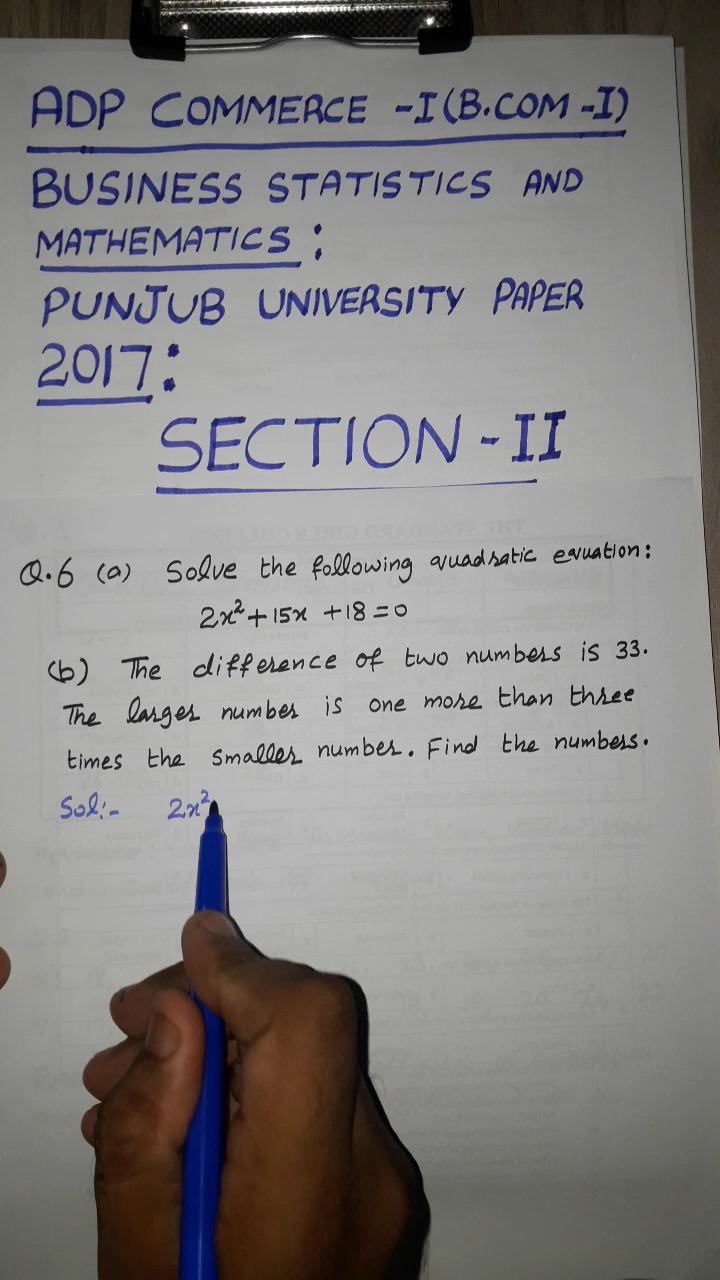 ADP COMMERCE -I (B.COM -I)
BUSINESS STATISTICS AND
MATHEMATICS :
PUNJUB UNIVERSITY PAPER
2017:
SECTION - II
Q.6 (a) Solve the following quadratic equation:
2x²+15x +18=0
(b) The difference of two numbers is 33.
The larger number is one more than three
times the smaller number. Find the numbers.
Sol:- 2x²